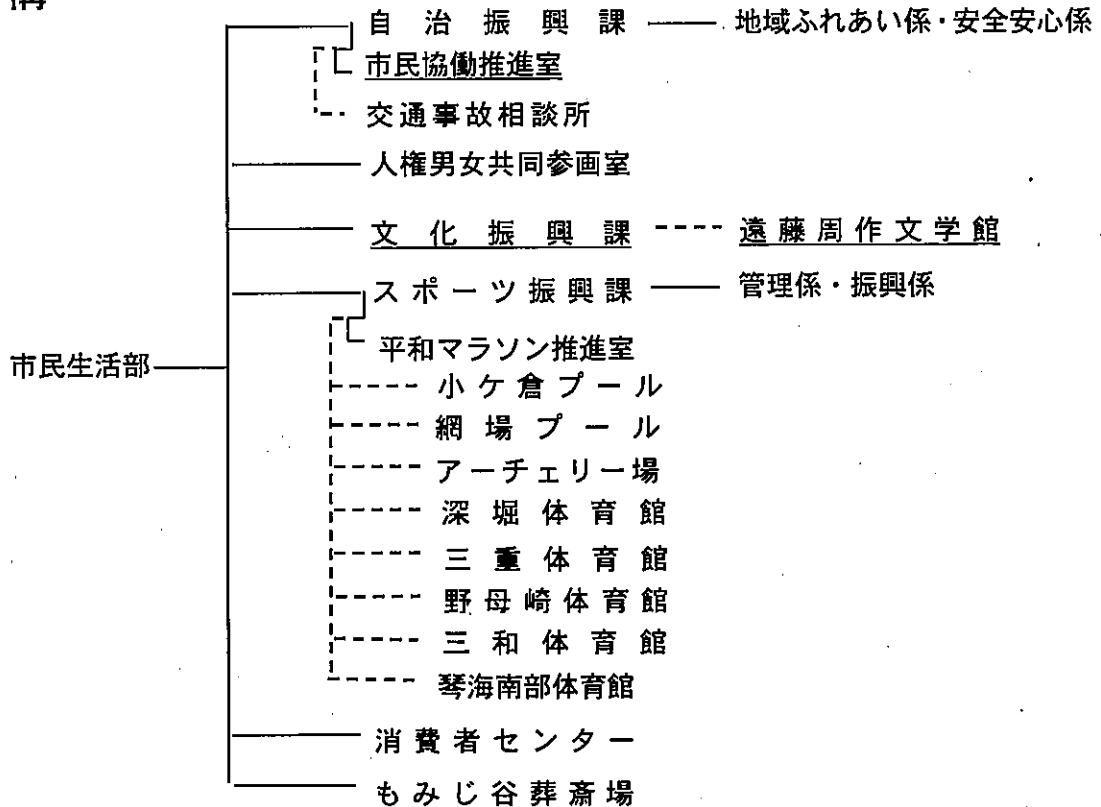 構
自治振興課 地域ふれあい係・安全安心係
市民協働推進室
交通事故相談所
人権男女共同参画室
文化振興課 遠藤周作文学館
スポーツ振興課 管理係・振興係
平和マラソン推進室
市民生活部
小ケ倉プール
網場プール
アーチェリー場
深堀体育館
三重体育館
野母崎体育館
三和体育館
琴海南部体育館
消費者センター
もみじ谷葬斎場